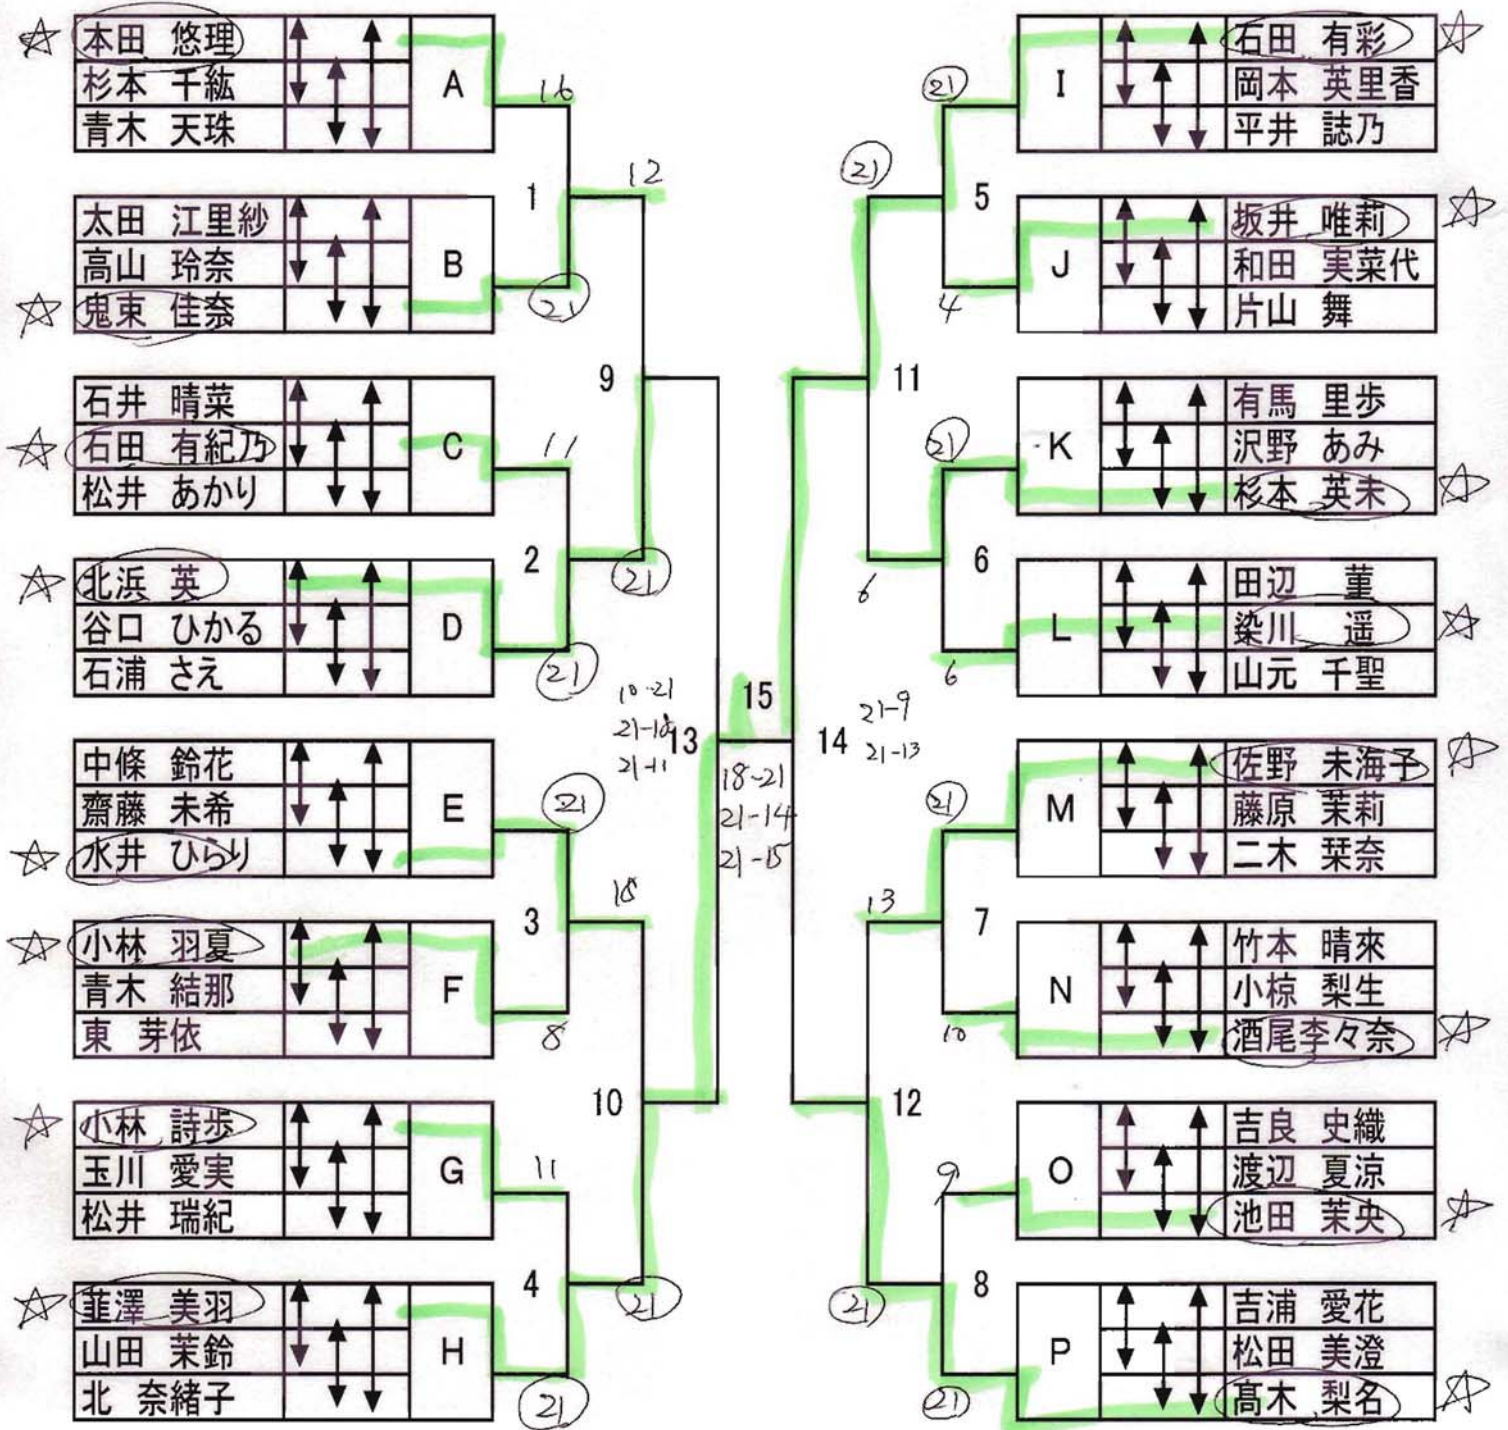 本田 悠理
杉本 千紘
青木 天珠
A
16
太田 江里紗
高山 玲奈
鬼束 佳奈
B
21
1
12
石井 晴菜
石田 有紀乃
松井 あかり
C
11
北浜 英
谷口 ひかる
石浦 さえ
D
21
2
21
9
中條 鈴花
齋藤 未希
水井 ひらり
E
21
小林 羽夏
青木 結那
東 芽依
F
8
3
18
小林 詩歩
玉川 愛実
松井 瑞紀
G
11
韮澤 美羽
山田 茉鈴
北 奈緒子
H
21
4
21
10
10-21
21-18
21-11
13
15
18-21
21-14
21-15
14
21-9
21-13
石田 有彩
岡本 英里香
平井 誌乃
I
21
坂井 唯莉
和田 実菜代
片山 舞
J
4
5
21
有馬 里歩
沢野 あみ
杉本 英未
K
21
田辺 菫
染川 遥
山元 千聖
L
6
6
6
11
佐野 未海子
藤原 茉莉
二木 栞奈
M
21
竹本 晴來
小椋 梨生
酒尾李々奈
N
10
7
13
吉良 史織
渡辺 夏涼
池田 茉央
O
9
吉浦 愛花
松田 美澄
髙木 梨名
P
21
8
21
12